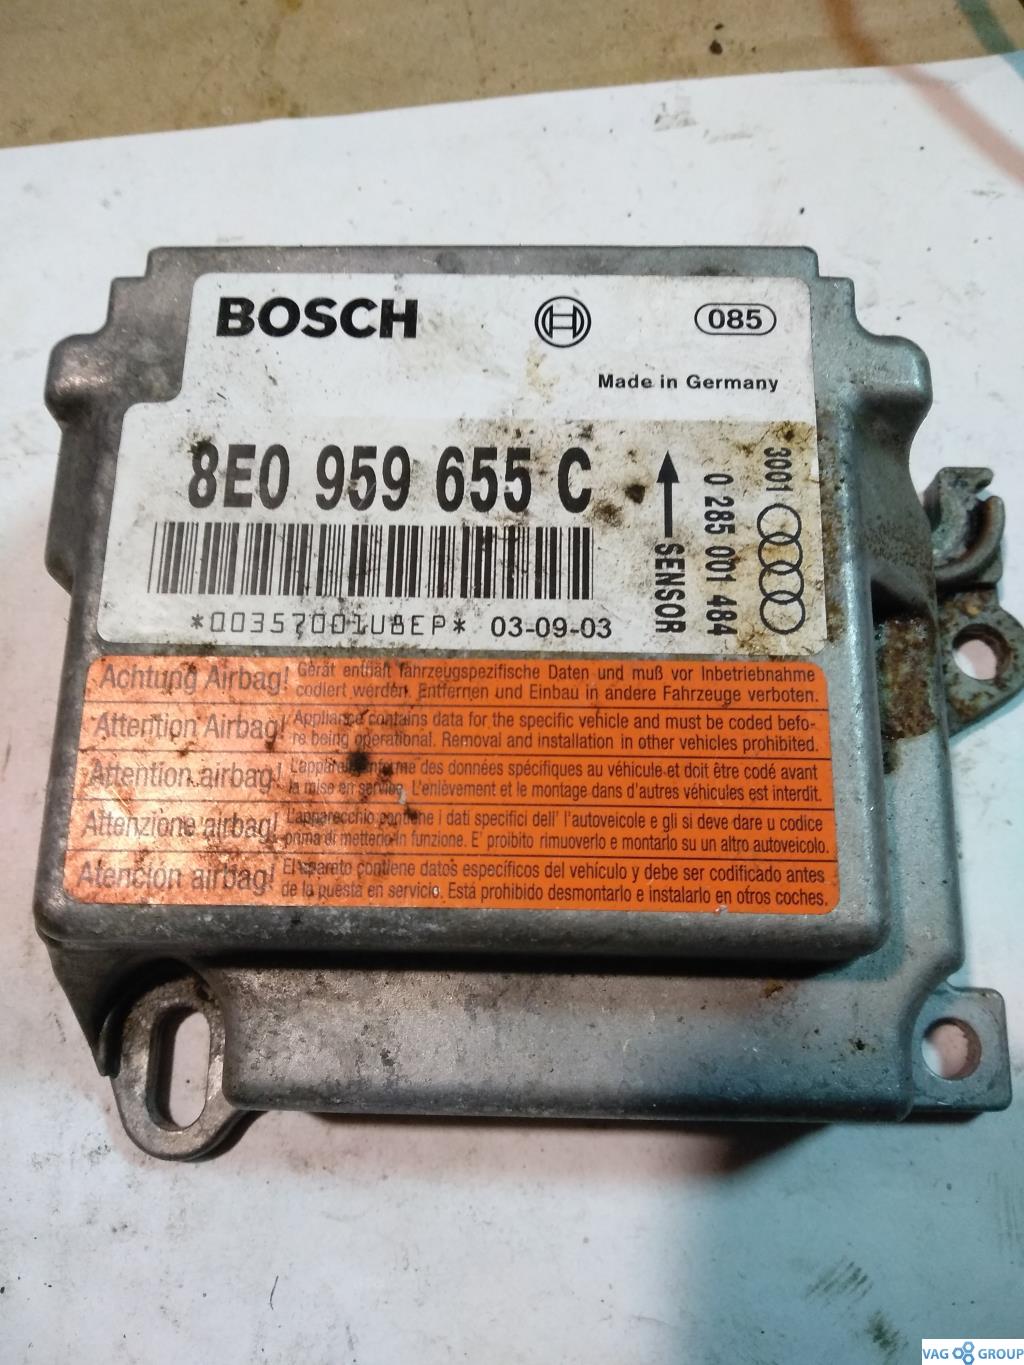 BOSCH
085
Made in Germany
8E0 959 655 C
SENSOR
0 285 001 484
3001
*00357001U8EP* 03-09-03
Achtung Airbag! Gerät enthält fahrzeugspezifische Daten und muß vor Inbetriebnahme
codiert werden. Entfernen und Einbau in andere Fahrzeuge verboten.
Attention Airbag! Appliance contains data for the specific vehicle and must be coded befo-
re being operational. Removal and installation in other vehicles prohibited.
Attention airbag! L'appareil renferme des données spécifiques au véhicule et doit être codé avant
la mise en service. L'enlèvement et le montage dans d'autres véhicules est interdit.
Attenzione airbag! L'apparecchio contiene i dati specifici dell' l'autoveicole e gli si deve dare u codice
prima di metterlo in funzione. E' proibito rimuoverlo e montarlo su un altro autoveicolo.
Atención airbag! El aparato contiene datos específicos del vehículo y debe ser codificado antes
de la puesta en servicio. Está prohibido desmontarlo e instalarlo en otros coches.
VAG GROUP